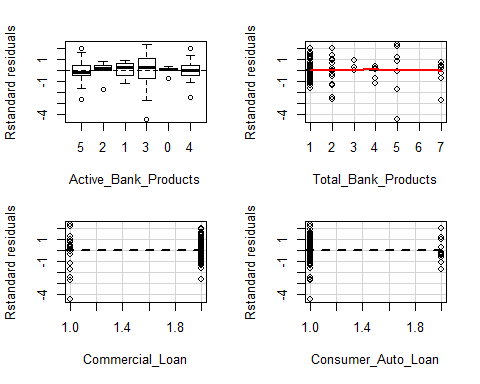 Rstandard residuals
1
-1
-4
5 2 1 3 0 4
Active_Bank_Products
Rstandard residuals
1
-1
-4
1 2 3 4 5 6 7
Total_Bank_Products
Rstandard residuals
1
-1
-4
1.0 1.4 1.8
Commercial_Loan
Rstandard residuals
1
-1
-4
1.0 1.4 1.8
Consumer_Auto_Loan